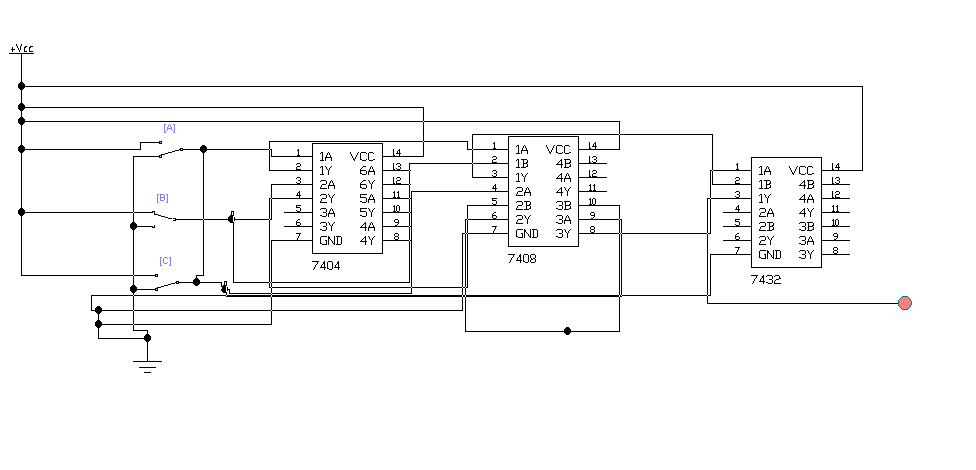 +Vcc
[A]
[B]
[C]
1 1A VCC 14
2 1Y 6A 13
3 2A 6Y 12
4 2Y 5A 11
5 3A 5Y 10
6 3Y 4A 9
7 GND 4Y 8
7404
1 1A VCC 14
2 1B 4B 13
3 1Y 4A 12
4 2A 4Y 11
5 2B 3B 10
6 2Y 3A 9
7 GND 3Y 8
7408
1 1A VCC 14
2 1B 4B 13
3 1Y 4A 12
4 2A 4Y 11
5 2B 3B 10
6 2Y 3A 9
7 GND 3Y 8
7432